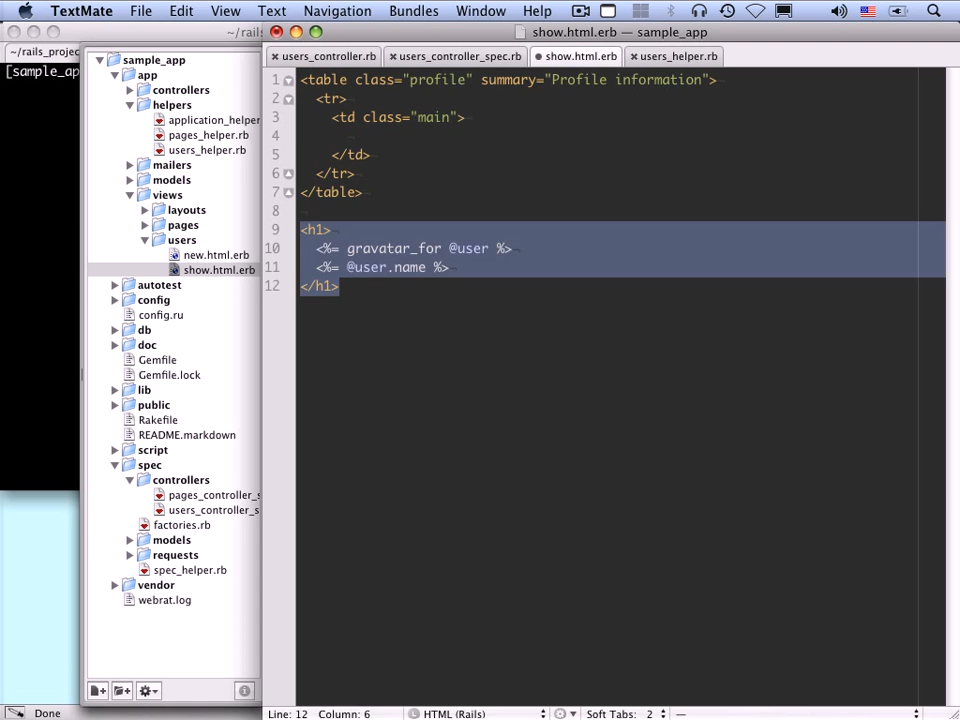 TextMate File Edit View Text Navigation Bundles Window Help
~/rails
show.html.erb — sample_app
~/rails_projec
[sample_ap
sample_app
app
controllers
helpers
application_helper
pages_helper.rb
users_helper.rb
mailers
models
views
layouts
pages
users
new.html.erb
show.html.erb
autotest
config
config.ru
db
doc
Gemfile
Gemfile.lock
lib
public
Rakefile
README.markdown
script
spec
controllers
pages_controller_s
users_controller_s
factories.rb
models
requests
spec_helper.rb
vendor
webrat.log
Done
users_controller.rb users_controller_spec.rb show.html.erb users_helper.rb
1 <table class="profile" summary="Profile information">
2 <tr>
3 <td class="main">
4
5 </td>
6 </tr>
7 </table>
8
9 <h1>
10 <%= gravatar_for @user %>
11 <%= @user.name %>
12 </h1>
Line: 12 Column: 6 HTML (Rails) Soft Tabs: 2 —